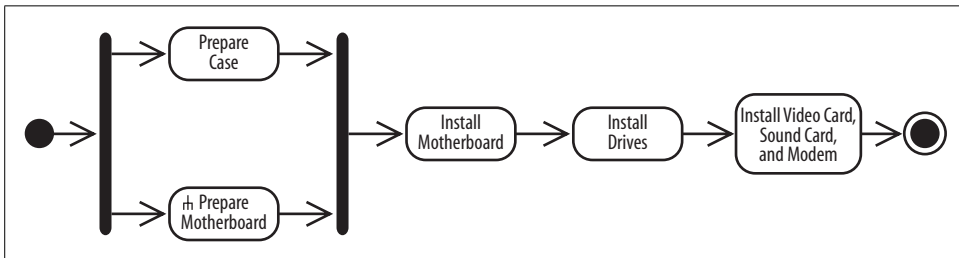 Prepare
Case
Prepare
Motherboard
Install
Motherboard
Install
Drives
Install Video Card,
Sound Card,
and Modem